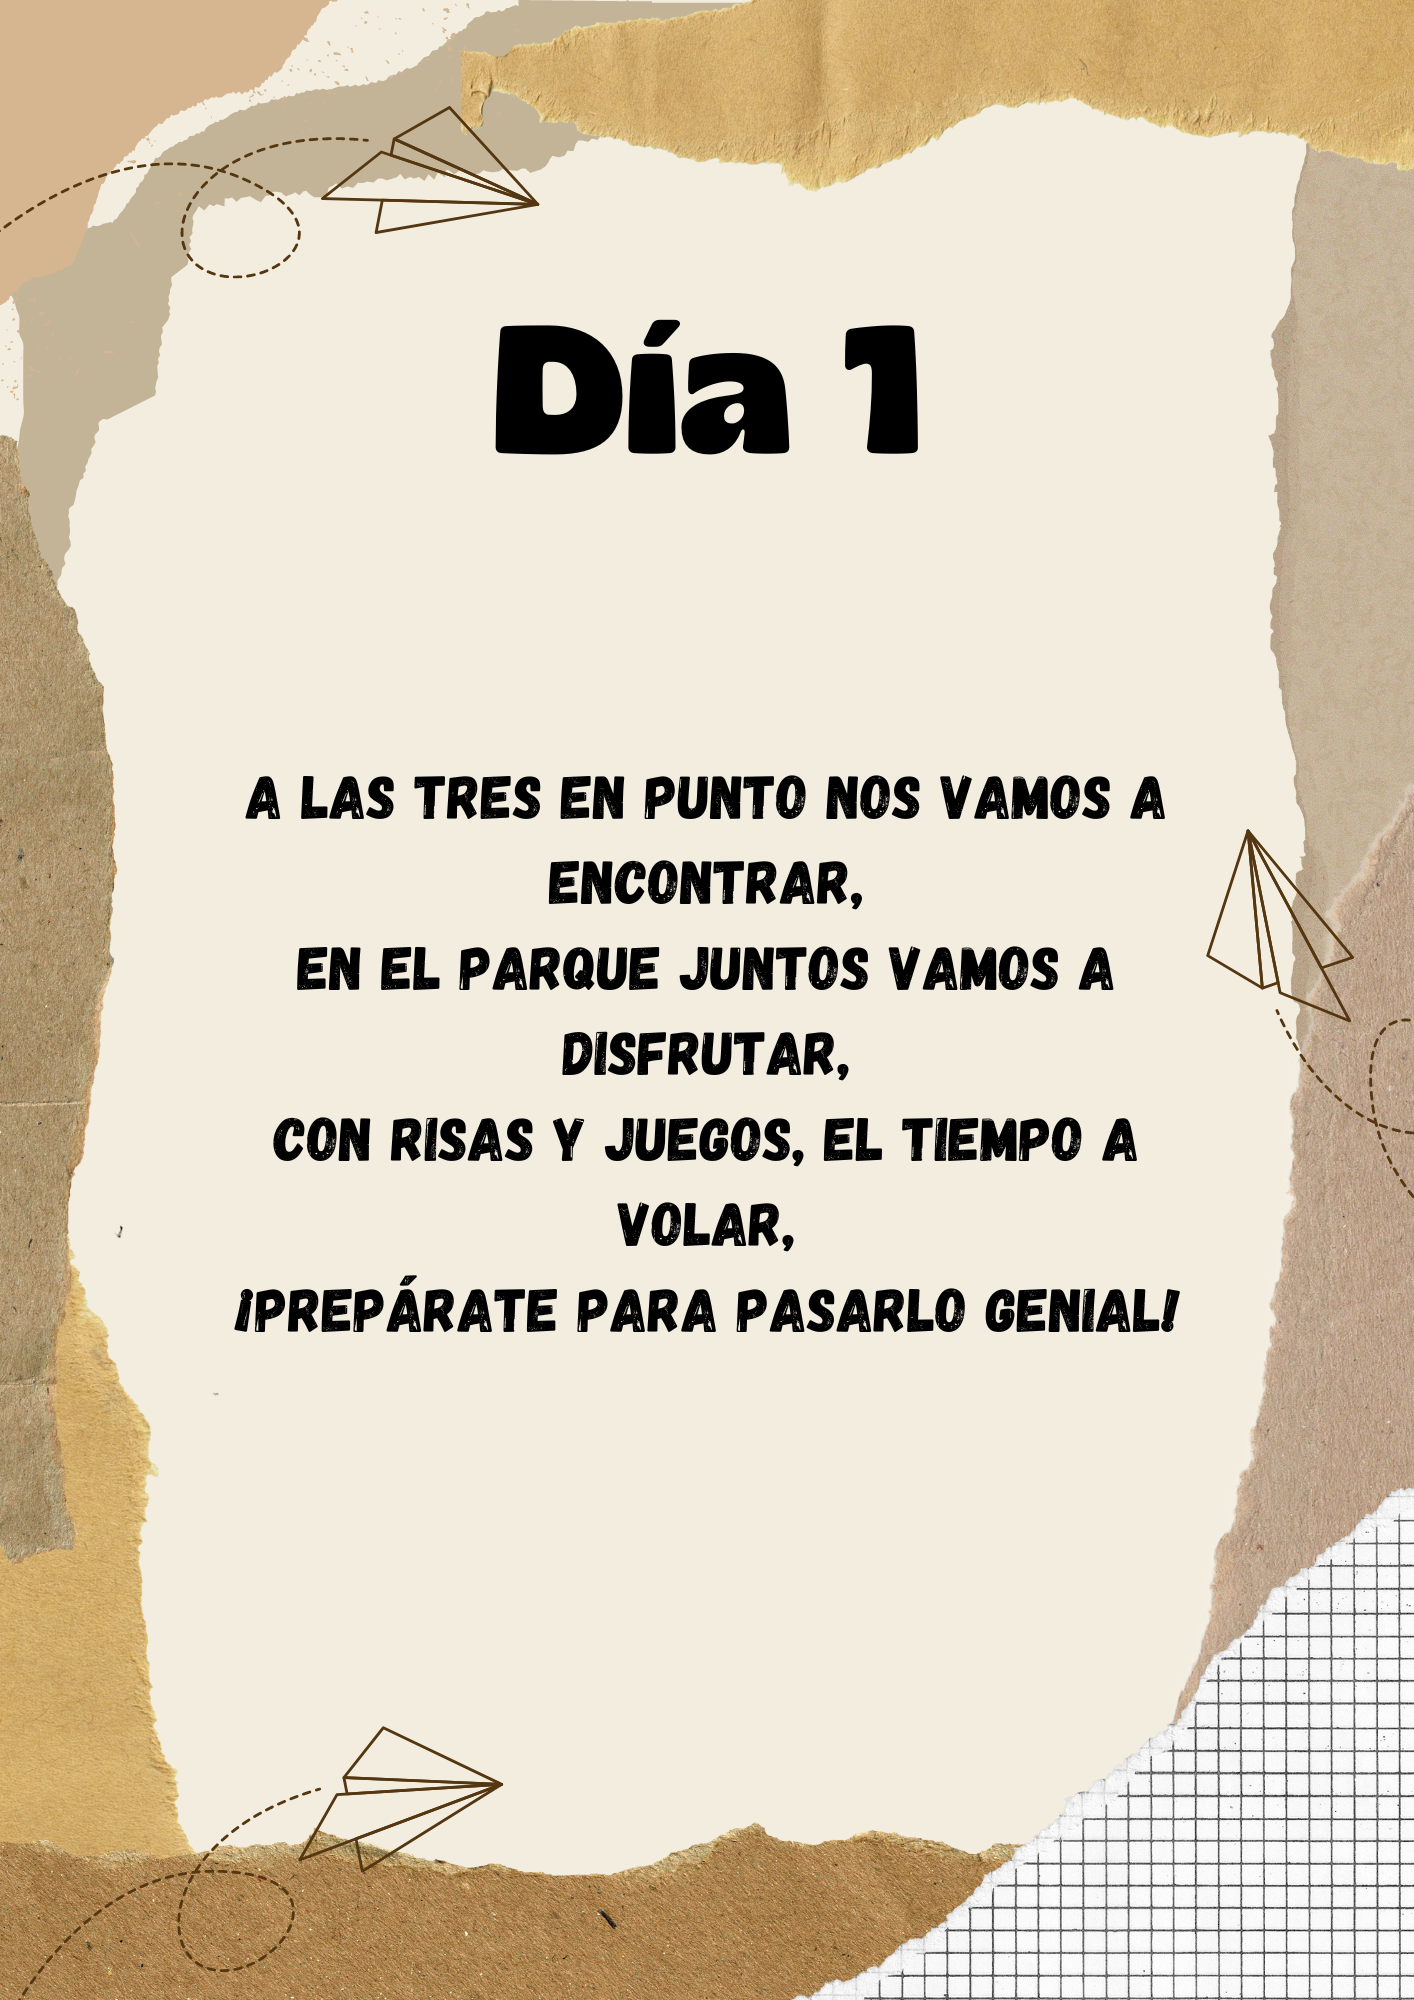 Día 1
A LAS TRES EN PUNTO NOS VAMOS A
ENCONTRAR,
EN EL PARQUE JUNTOS VAMOS A
DISFRUTAR,
CON RISAS Y JUEGOS, EL TIEMPO A
VOLAR,
¡PREPÁRATE PARA PASARLO GENIAL!